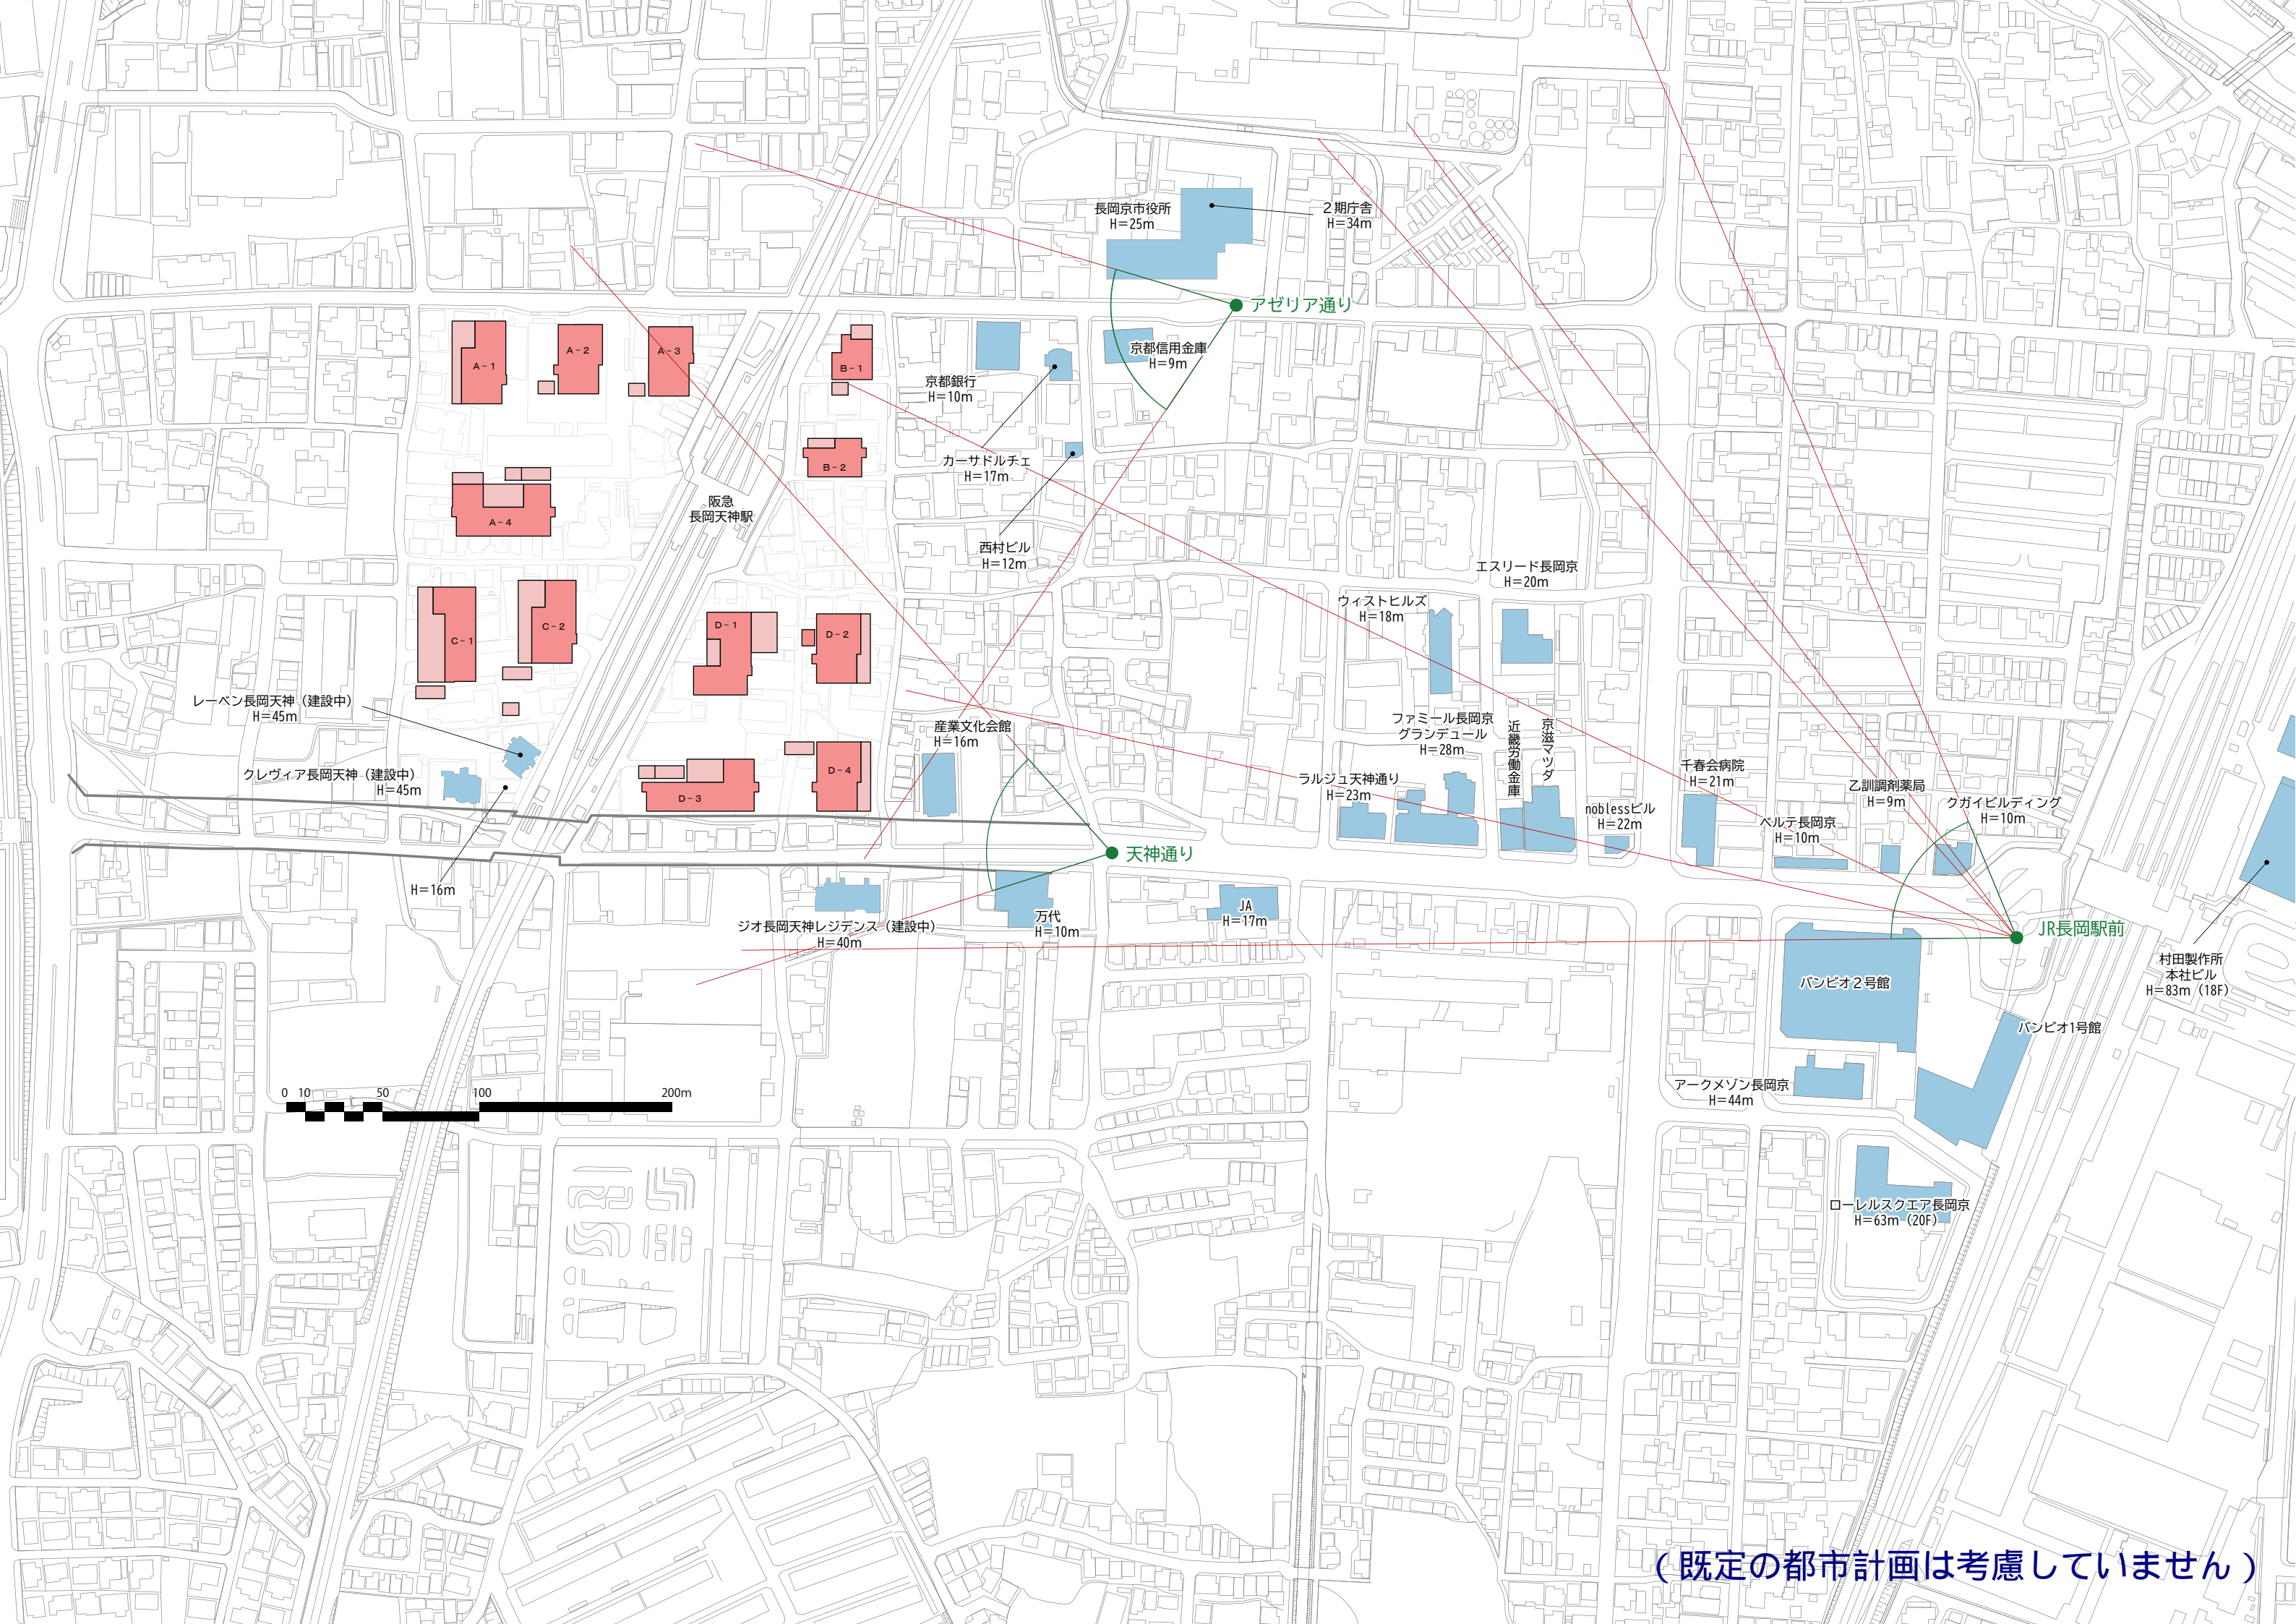 長岡京市役所
H=25m
２期庁舎
H=34m
アゼリア通り
A-1
A-2
A-3
B-1
京都信用金庫
H=9m
京都銀行
H=10m
カーサドルチェ
H=17m
B-2
A-4
阪急
長岡天神駅
西村ビル
H=12m
エスリード長岡京
H=20m
ウィストヒルズ
H=18m
C-1
C-2
D-1
D-2
レーベン長岡天神（建設中）
H=45m
産業文化会館
H=16m
ファミール長岡京
グランデュール
H=28m
近畿労働金庫
京滋マツダ
クレヴィア長岡天神（建設中）
H=45m
D-3
D-4
ラルジュ天神通り
H=23m
千春会病院
H=21m
noblessビル
H=22m
乙訓調剤薬局
H=9m
クガイビルディング
H=10m
ベルテ長岡京
H=10m
天神通り
H=16m
ジオ長岡天神レジデンス（建設中）
H=40m
万代
H=10m
JA
H=17m
JR長岡駅前
村田製作所
本社ビル
H=83m（18F）
バンビオ２号館
バンビオ1号館
アークメゾン長岡京
H=44m
0 10 50 100 200m
ローレルスクエア長岡京
H=63m（20F）
（既定の都市計画は考慮していません）